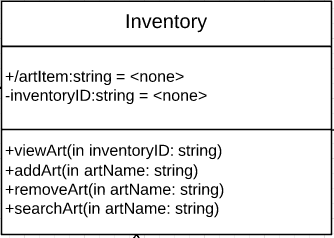 Inventory
+/artItem:string = <none>
-inventoryID:string = <none>
+viewArt(in inventoryID: string)
+addArt(in artName: string)
+removeArt(in artName: string)
+searchArt(in artName: string)